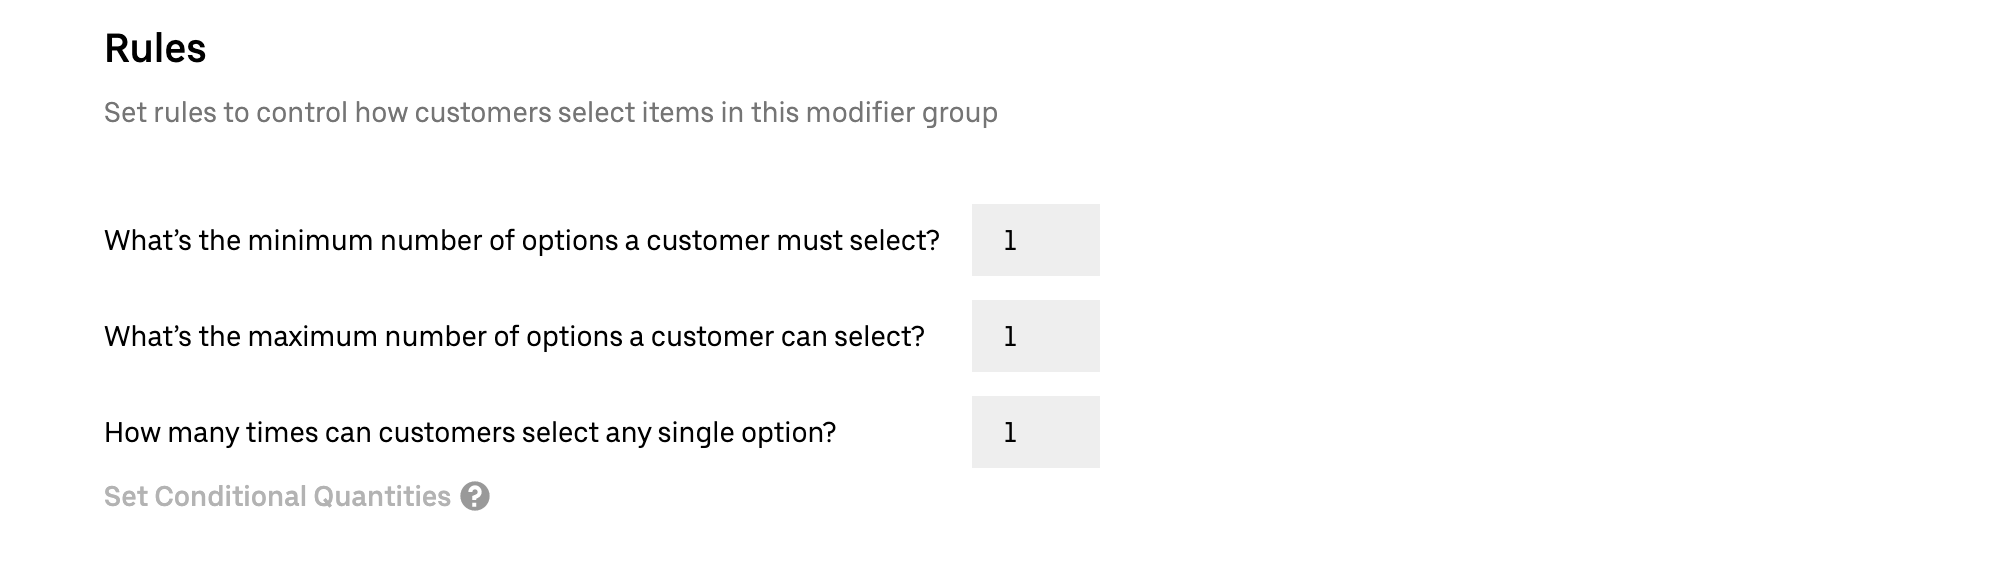 Rules
Set rules to control how customers select items in this modifier group
What’s the minimum number of options a customer must select? 1
What’s the maximum number of options a customer can select? 1
How many times can customers select any single option? 1
Set Conditional Quantities ?